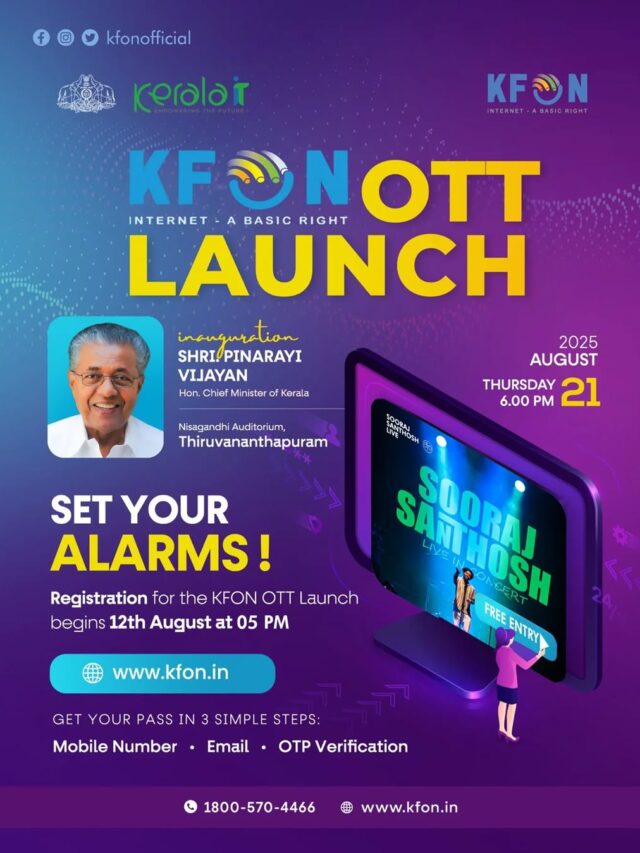 kfonofficial
Kerala iT
EMPOWERING THE FUTURE
KFON
INTERNET - A BASIC RIGHT
KFON OTT
INTERNET - A BASIC RIGHT
LAUNCH
inauguration
SHRI. PINARAYI
VIJAYAN
Hon. Chief Minister of Kerala
Nisagandhi Auditorium,
Thiruvananthapuram
2025
AUGUST
THURSDAY 21
6.00 PM
SOORAJ
SANTHOSH
LIVE
SOORAJ
SANTHOSH
LIVE IN CONCERT
FREE ENTRY
24/
SET YOUR
ALARMS !
Registration for the KFON OTT Launch
begins 12th August at 05 PM
www.kfon.in
GET YOUR PASS IN 3 SIMPLE STEPS:
Mobile Number • Email • OTP Verification
1800-570-4466 www.kfon.in